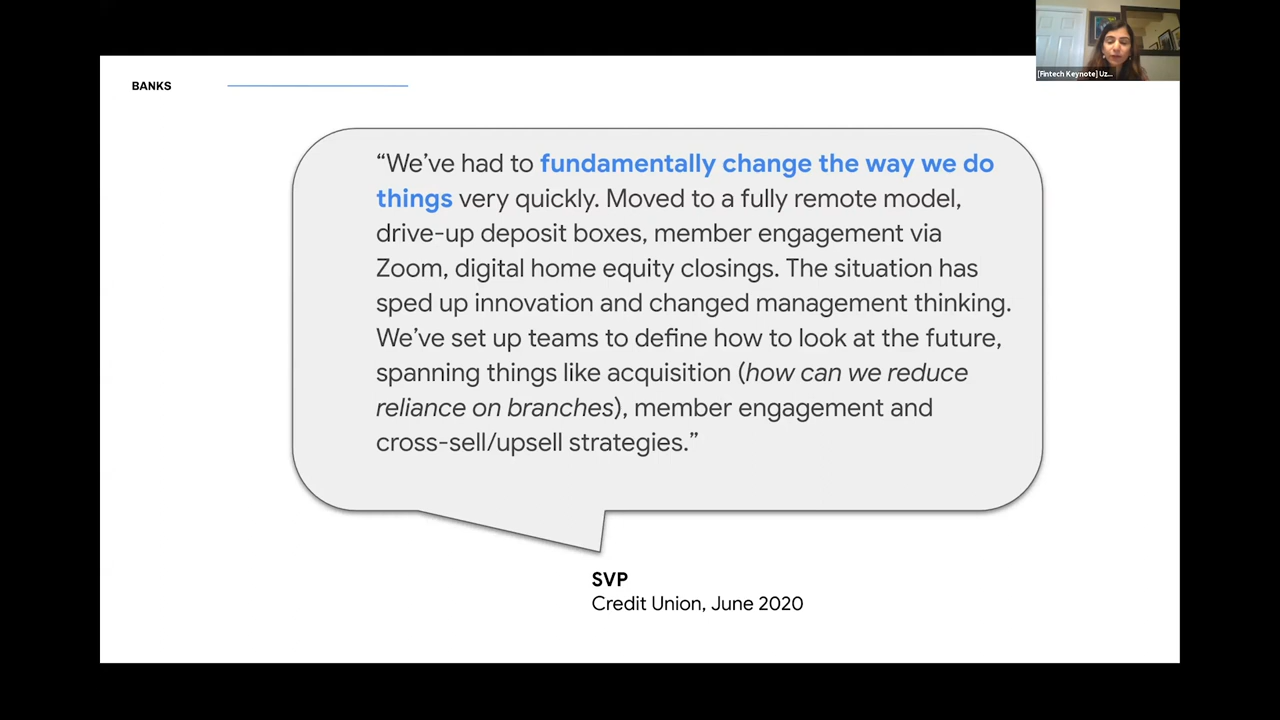 [Fintech Keynote] Uz...
BANKS
“We’ve had to fundamentally change the way we do
things very quickly. Moved to a fully remote model,
drive-up deposit boxes, member engagement via
Zoom, digital home equity closings. The situation has
sped up innovation and changed management thinking.
We’ve set up teams to define how to look at the future,
spanning things like acquisition (how can we reduce
reliance on branches), member engagement and
cross-sell/upsell strategies.”
SVP
Credit Union, June 2020